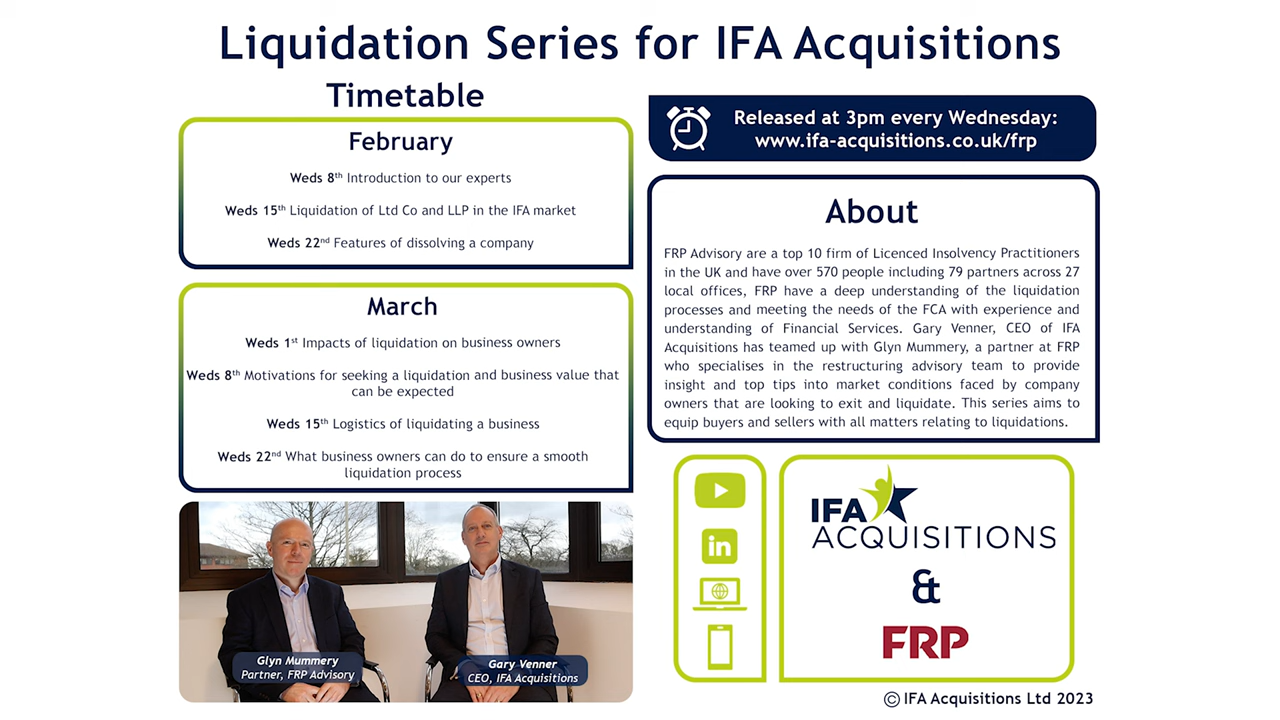 Liquidation Series for IFA Acquisitions
Timetable
February
Weds 8th Introduction to our experts
Weds 15th Liquidation of Ltd Co and LLP in the IFA market
Weds 22nd Features of dissolving a company
March
Weds 1st Impacts of liquidation on business owners
Weds 8th Motivations for seeking a liquidation and business value that
can be expected
Weds 15th Logistics of liquidating a business
Weds 22nd What business owners can do to ensure a smooth
liquidation process
Glyn Mummery
Partner, FRP Advisory
Gary Venner
CEO, IFA Acquisitions
Released at 3pm every Wednesday:
www.ifa-acquisitions.co.uk/frp
About
FRP Advisory are a top 10 firm of Licenced Insolvency Practitioners
in the UK and have over 570 people including 79 partners across 27
local offices, FRP have a deep understanding of the liquidation
processes and meeting the needs of the FCA with experience and
understanding of Financial Services. Gary Venner, CEO of IFA
Acquisitions has teamed up with Glyn Mummery, a partner at FRP
who specialises in the restructuring advisory team to provide
insight and top tips into market conditions faced by company
owners that are looking to exit and liquidate. This series aims to
equip buyers and sellers with all matters relating to liquidations.
in
IFA
ACQUISITIONS
&
FRP
© IFA Acquisitions Ltd 2023